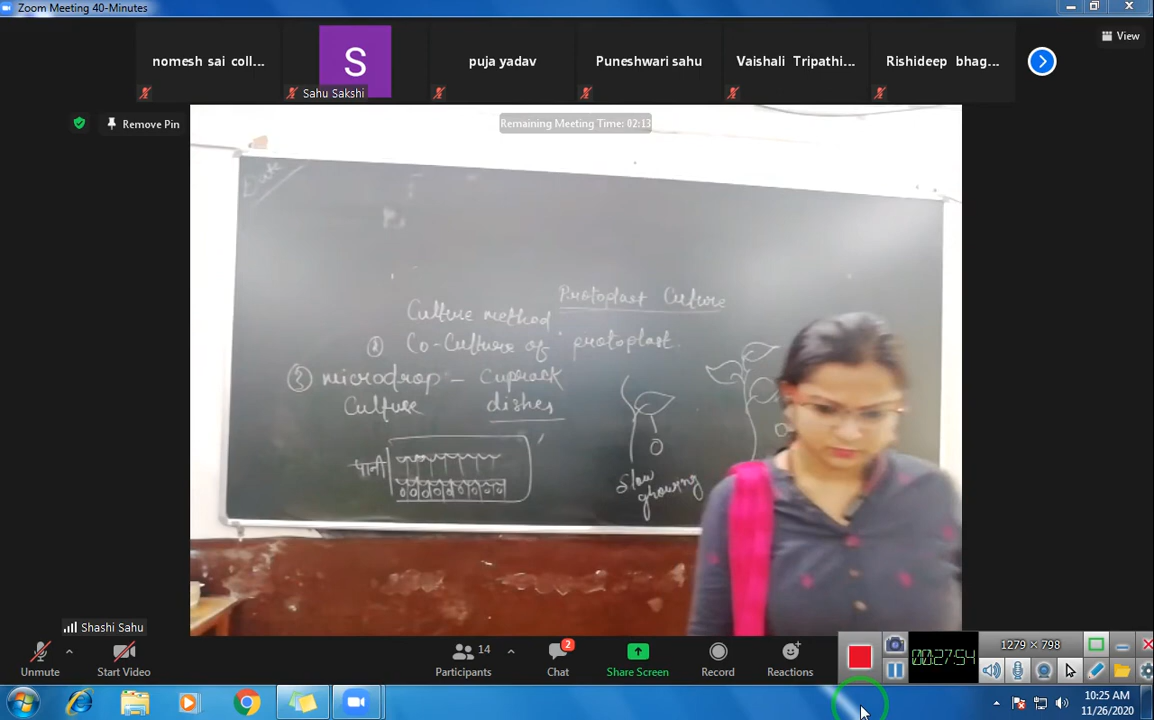 Zoom Meeting 40-Minutes
View
nomesh sai coll...
S
Sahu Sakshi
puja yadav
Puneshwari sahu
Vaishali Tripathi...
Rishideep bhag...
Remove Pin
Remaining Meeting Time: 02:13
Date
Protoplast Culture
Culture method
Co-Culture of protoplast.
② microdrop - Cuprack
Culture dishes
पानी
Slow
growing
Shashi Sahu
Unmute
Start Video
14
Participants
2
Chat
Share Screen
Record
Reactions
00:27:54
1279 × 798
10:25 AM
11/26/2020